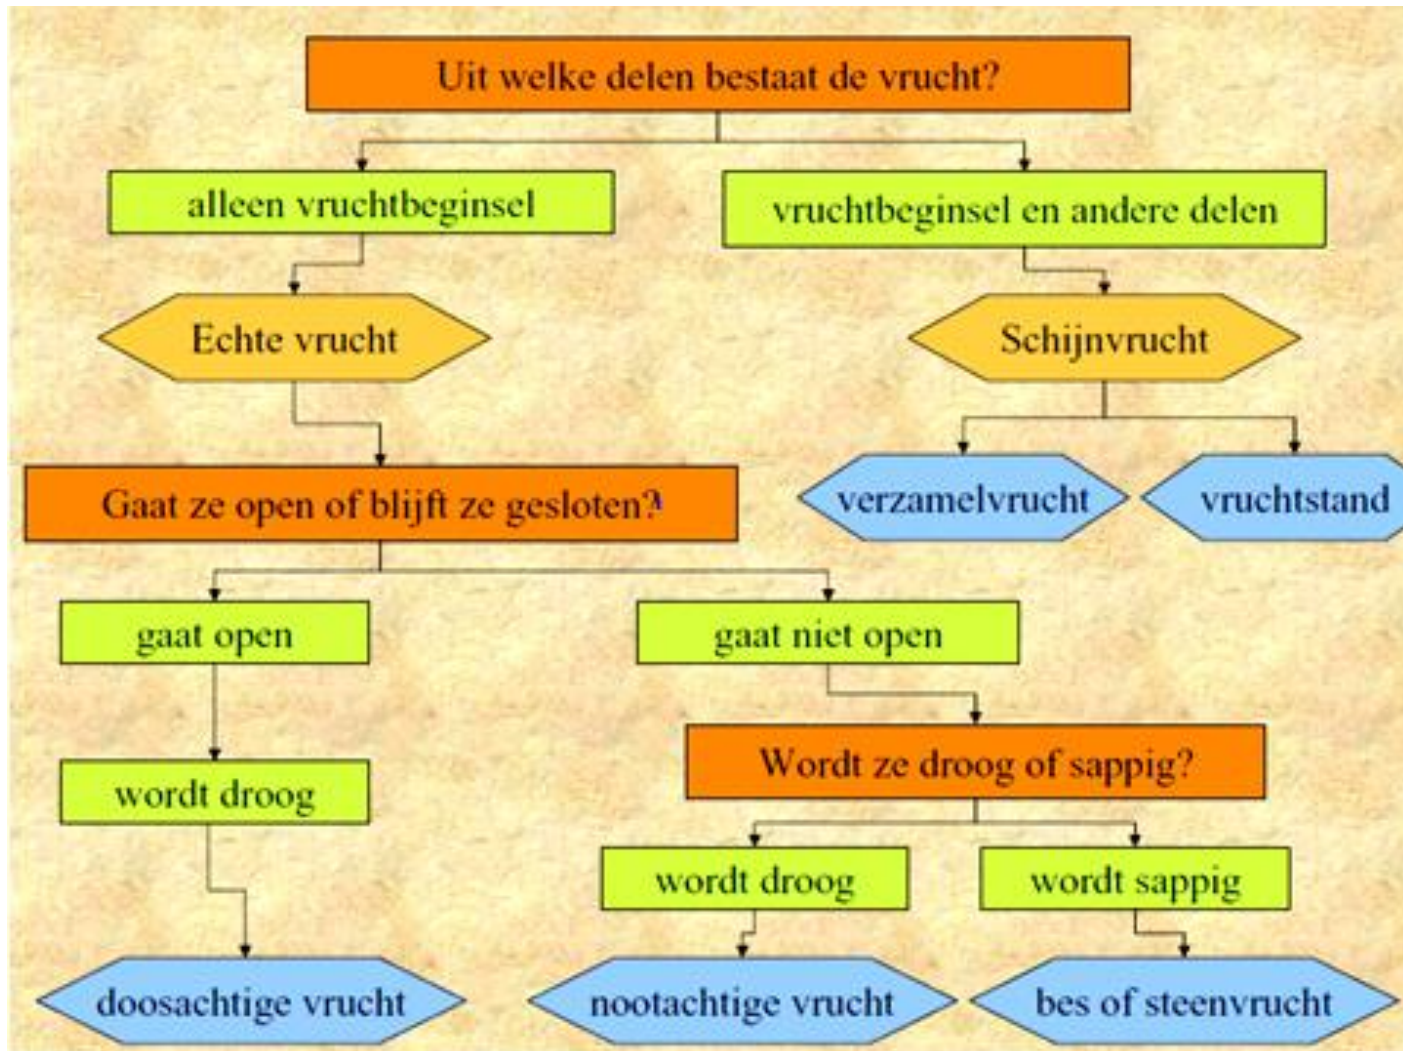 Uit welke delen bestaat de vrucht?
alleen vruchtbeginsel
vruchtbeginsel en andere delen
Echte vrucht
Schijnvrucht
Gaat ze open of blijft ze gesloten?
verzamelvrucht
vruchtstand
gaat open
gaat niet open
Wordt ze droog of sappig?
wordt droog
wordt droog
wordt sappig
doosachtige vrucht
nootachtige vrucht
bes of steenvrucht